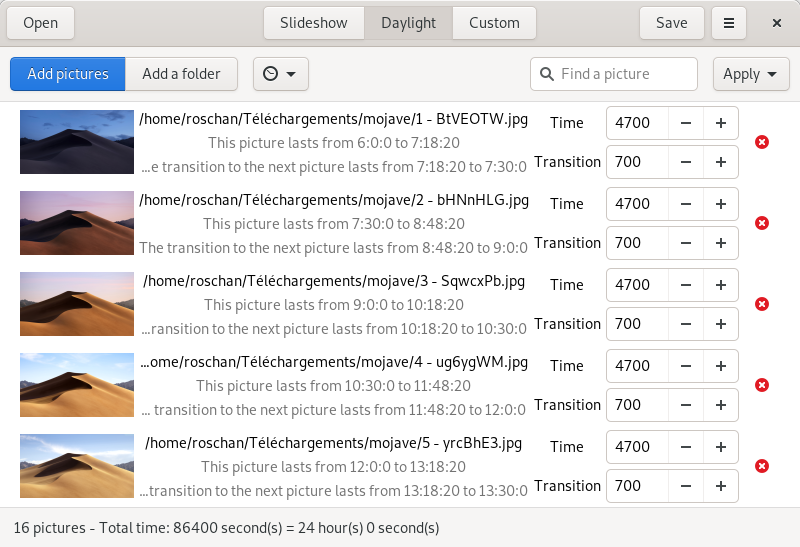 Open Slideshow Daylight Custom Save
Add pictures Add a folder Find a picture Apply
/home/roschan/Téléchargements/mojave/1 - BtVEOTW.jpg Time 4700
This picture lasts from 6:0:0 to 7:18:20
...e transition to the next picture lasts from 7:18:20 to 7:30:0 Transition 700
/home/roschan/Téléchargements/mojave/2 - bHNnHLG.jpg Time 4700
This picture lasts from 7:30:0 to 8:48:20
The transition to the next picture lasts from 8:48:20 to 9:0:0 Transition 700
/home/roschan/Téléchargements/mojave/3 - SqwcxPb.jpg Time 4700
This picture lasts from 9:0:0 to 10:18:20
...ransition to the next picture lasts from 10:18:20 to 10:30:0 Transition 700
...ome/roschan/Téléchargements/mojave/4 - ug6ygWM.jpg Time 4700
This picture lasts from 10:30:0 to 11:48:20
... transition to the next picture lasts from 11:48:20 to 12:0:0 Transition 700
/home/roschan/Téléchargements/mojave/5 - yrcBhE3.jpg Time 4700
This picture lasts from 12:0:0 to 13:18:20
...transition to the next picture lasts from 13:18:20 to 13:30:0 Transition 700
16 pictures - Total time: 86400 second(s) = 24 hour(s) 0 second(s)